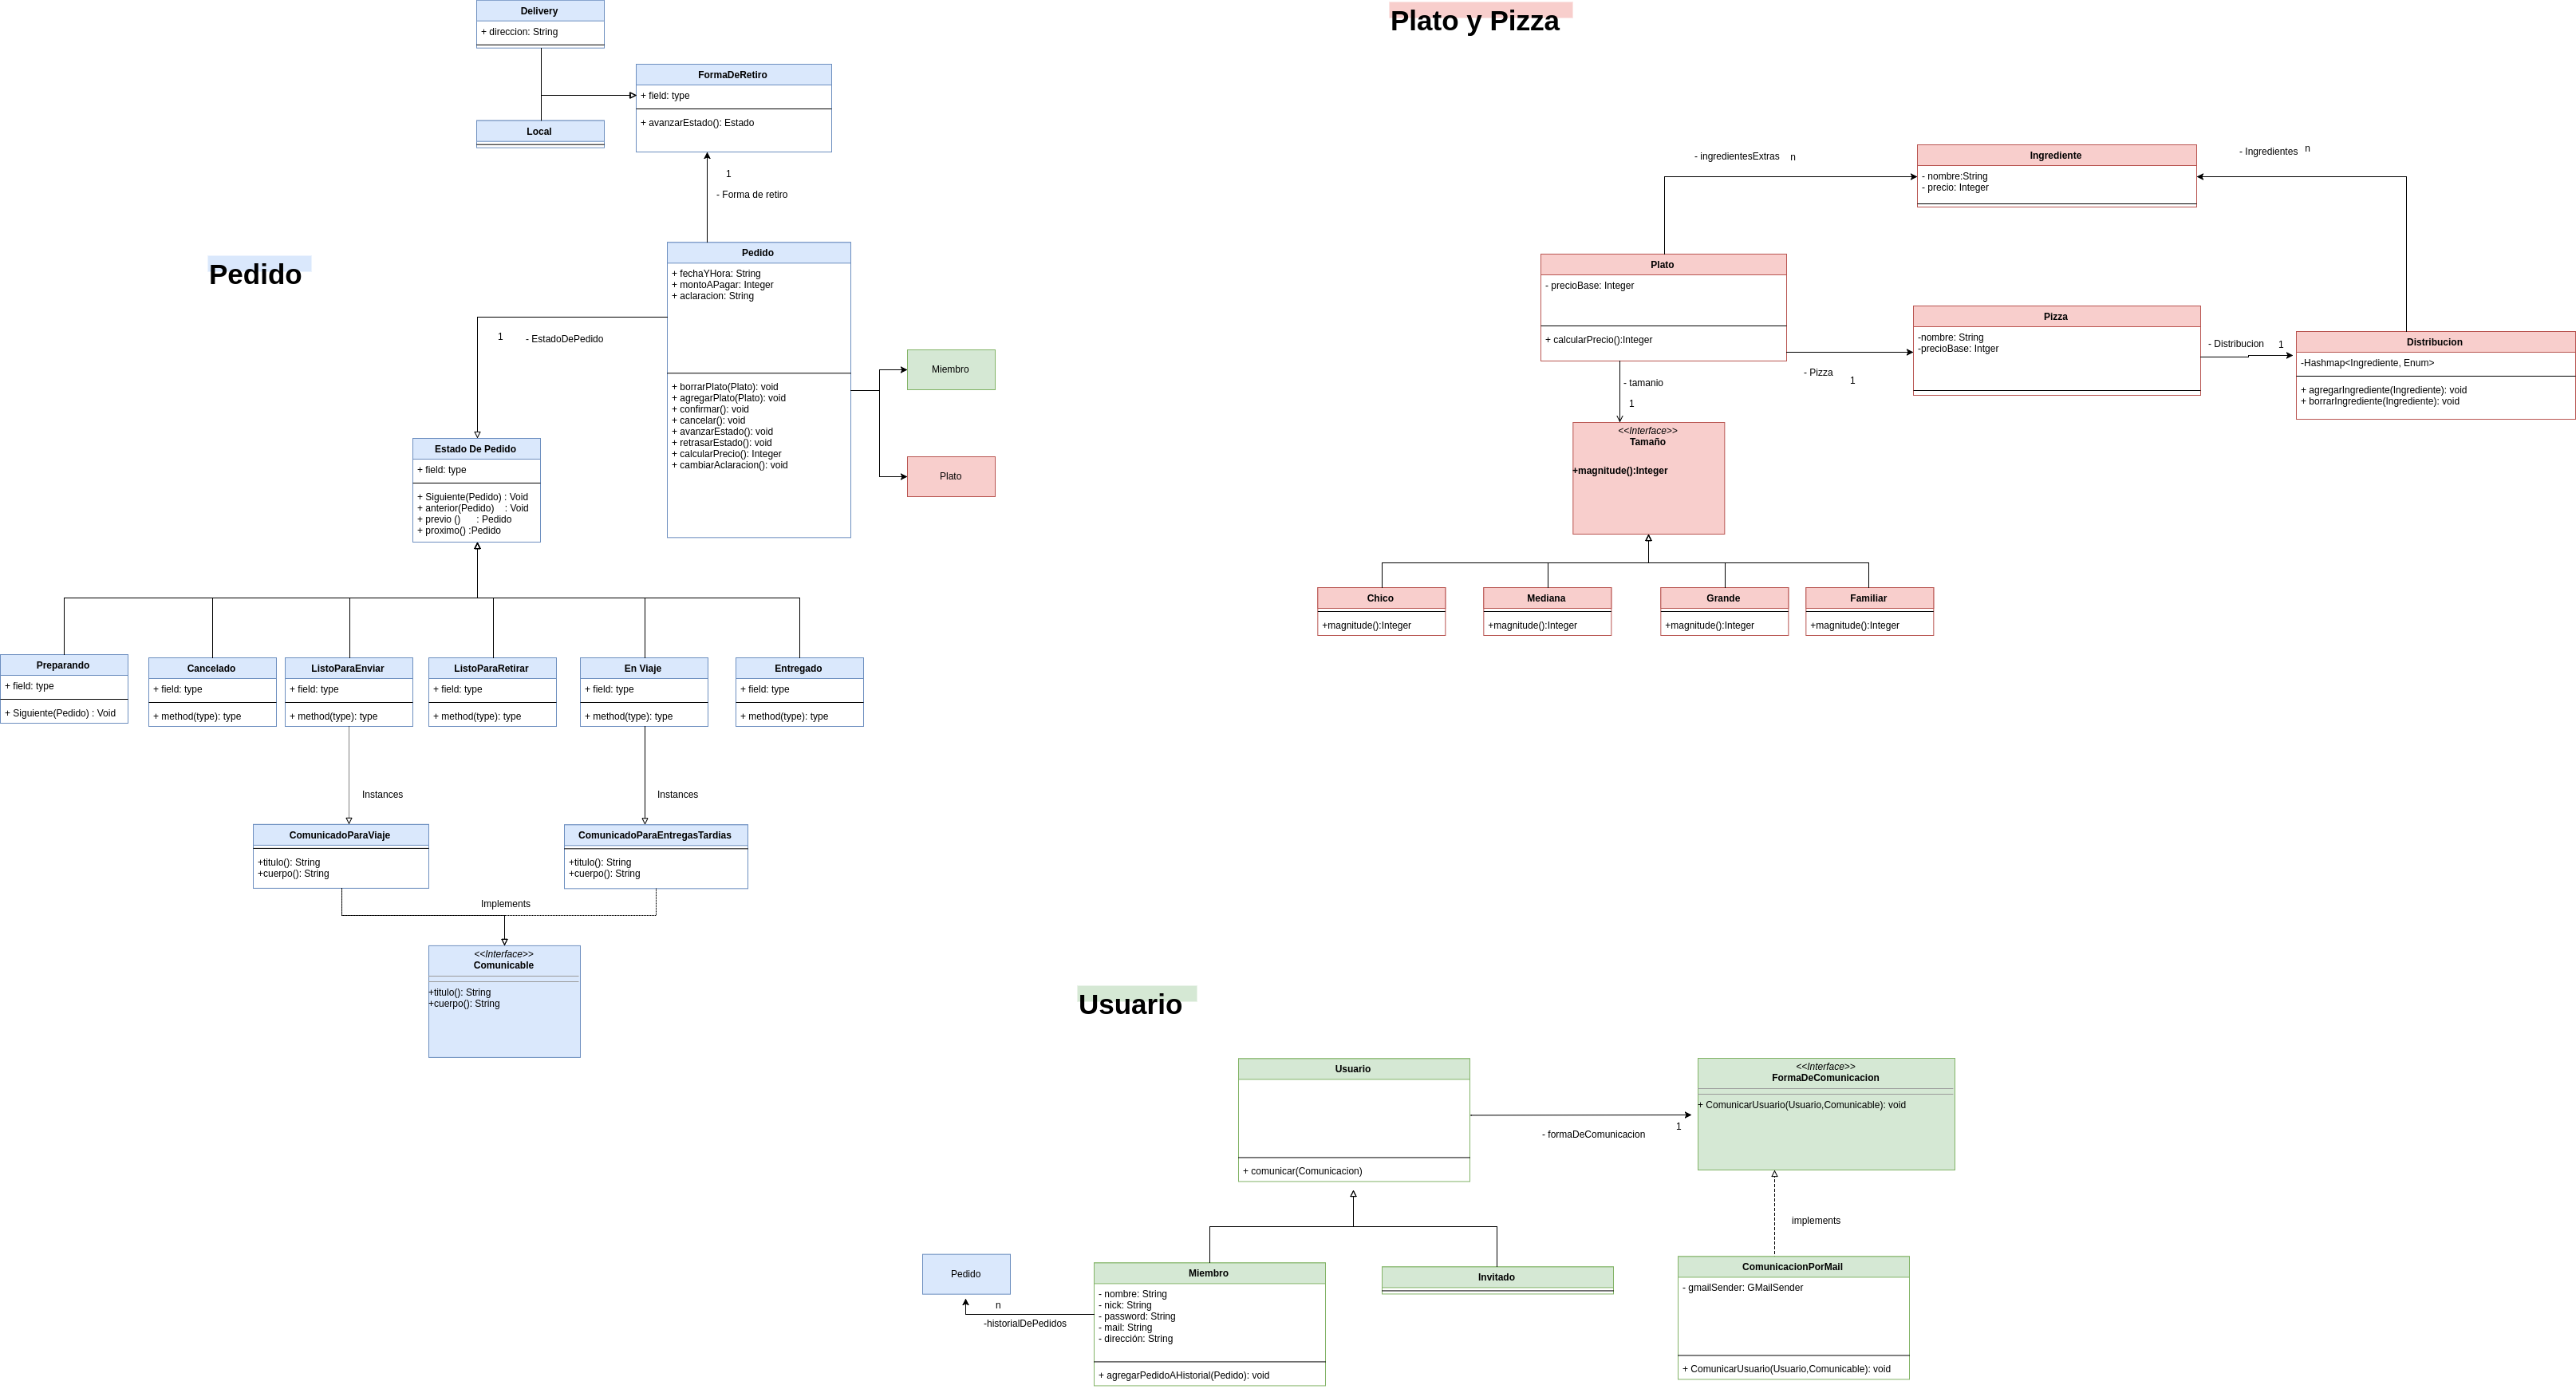 Delivery
+ direccion: String
FormaDeRetiro
+ field: type
+ avanzarEstado(): Estado
Local
1
- Forma de retiro
Pedido
Pedido
+ fechaYHora: String
+ montoAPagar: Integer
+ aclaracion: String
+ borrarPlato(Plato): void
+ agregarPlato(Plato): void
+ confirmar(): void
+ cancelar(): void
+ avanzarEstado(): void
+ retrasarEstado(): void
+ calcularPrecio(): Integer
+ cambiarAclaracion(): void
1
- EstadoDePedido
Miembro
Plato
Estado De Pedido
+ field: type
+ Siguiente(Pedido) : Void
+ anterior(Pedido) : Void
+ previo () : Pedido
+ proximo() :Pedido
Preparando
+ field: type
+ Siguiente(Pedido) : Void
Cancelado
+ field: type
+ method(type): type
ListoParaEnviar
+ field: type
+ method(type): type
ListoParaRetirar
+ field: type
+ method(type): type
En Viaje
+ field: type
+ method(type): type
Entregado
+ field: type
+ method(type): type
Instances
Instances
ComunicadoParaViaje
+titulo(): String
+cuerpo(): String
ComunicadoParaEntregasTardias
+titulo(): String
+cuerpo(): String
Implements
<<Interface>>
Comunicable
+titulo(): String
+cuerpo(): String
Plato y Pizza
- ingredientesExtras
n
Ingrediente
- nombre:String
- precio: Integer
- Ingredientes
n
Plato
- precioBase: Integer
+ calcularPrecio():Integer
- Pizza
1
Pizza
-nombre: String
-precioBase: Intger
- Distribucion
1
Distribucion
-Hashmap<Ingrediente, Enum>
+ agregarIngrediente(Ingrediente): void
+ borrarIngrediente(Ingrediente): void
- tamanio
1
<<Interface>>
Tamaño
+magnitude():Integer
Chico
+magnitude():Integer
Mediana
+magnitude():Integer
Grande
+magnitude():Integer
Familiar
+magnitude():Integer
Usuario
Usuario
+ comunicar(Comunicacion)
- formaDeComunicacion
1
<<Interface>>
FormaDeComunicacion
+ ComunicarUsuario(Usuario,Comunicable): void
implements
Pedido
n
-historialDePedidos
Miembro
- nombre: String
- nick: String
- password: String
- mail: String
- dirección: String
+ agregarPedidoAHistorial(Pedido): void
Invitado
ComunicacionPorMail
- gmailSender: GMailSender
+ ComunicarUsuario(Usuario,Comunicable): void